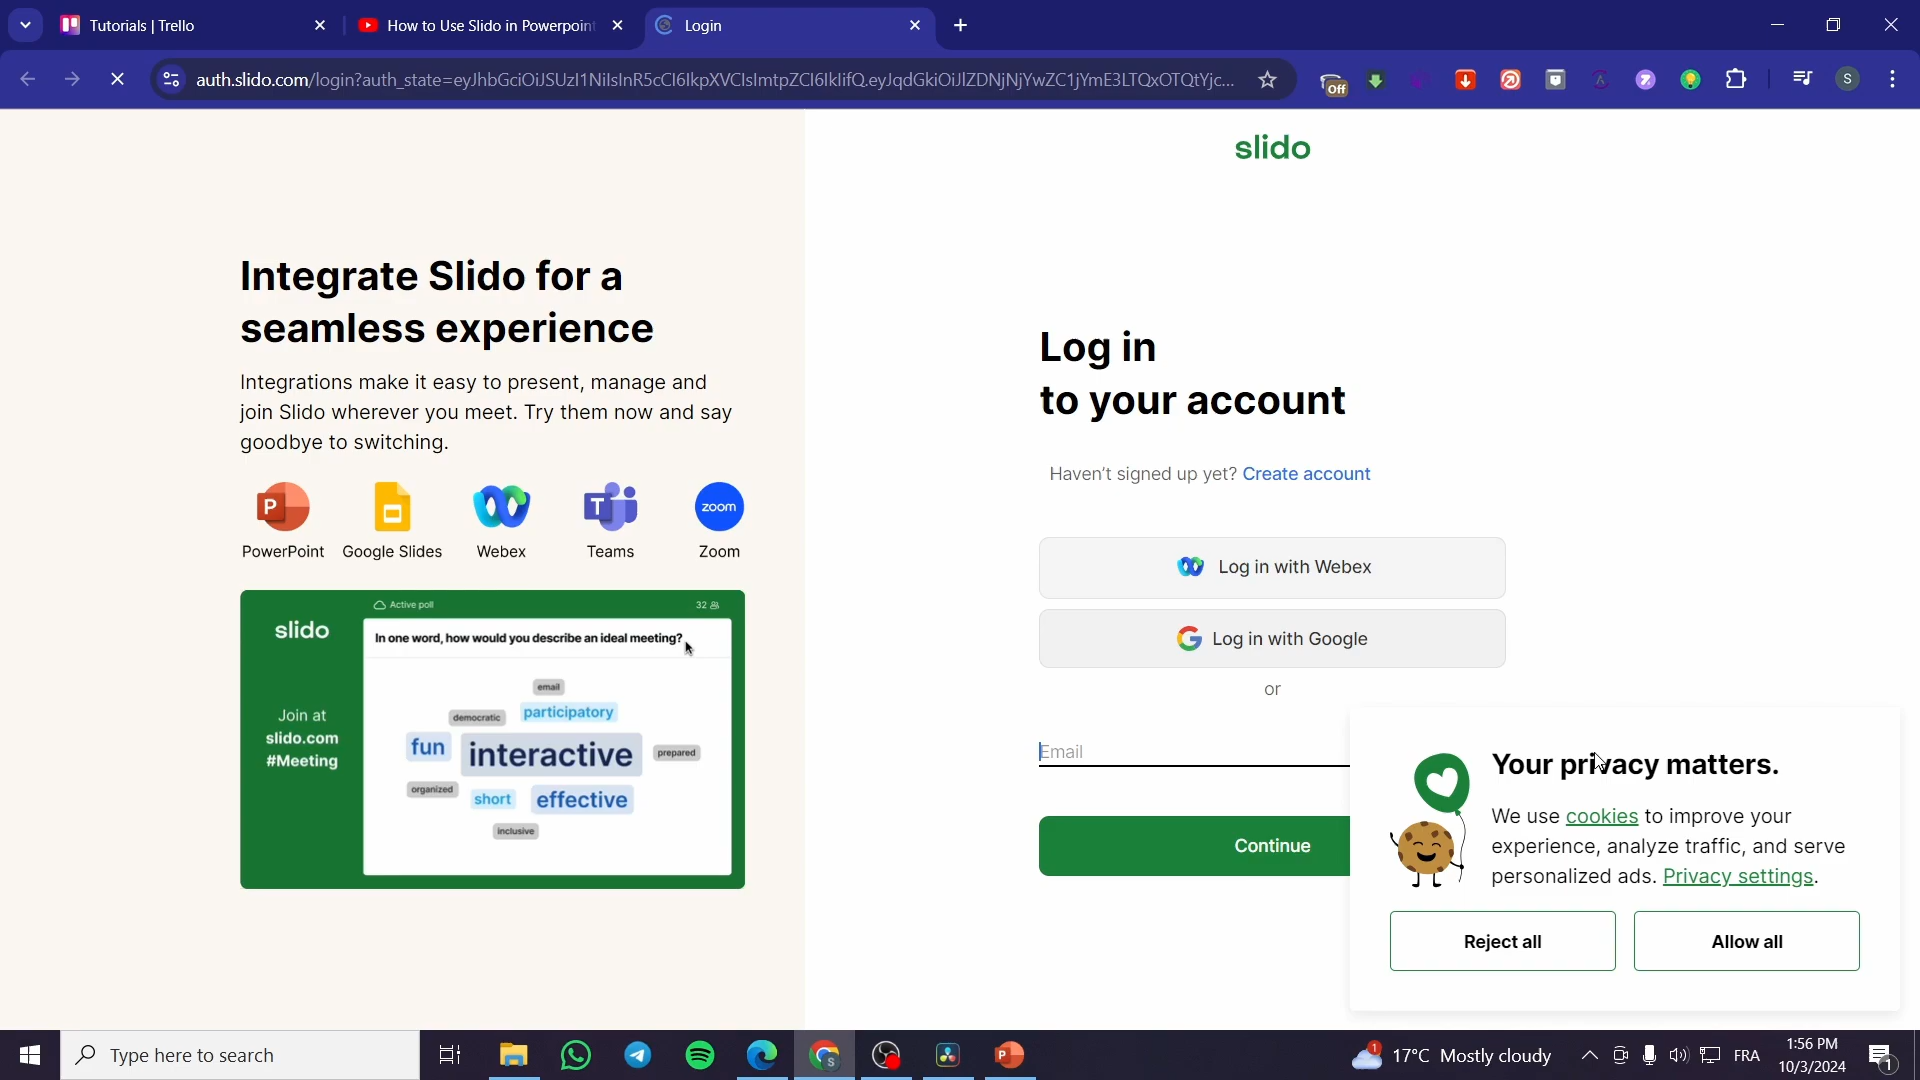 Tutorials | Trello
How to Use Slido in Powerpoint
Login
auth.slido.com/login?auth_state=
Off
S
slido
Integrate Slido for a
seamless experience
Integrations make it easy to present, manage and
join Slido wherever you meet. Try them now and say
goodbye to switching.
P
T
zoom
PowerPoint
Google Slides
Webex
Teams
Zoom
slido
Active poll
32
In one word, how would you describe an ideal meeting?
Join at
slido.com
#Meeting
email
democratic
participatory
fun
interactive
prepared
organized
short
effective
inclusive
Log in
to your account
Haven't signed up yet? Create account
Log in with Webex
Log in with Google
or
Email
Continue
Your privacy matters.
We use cookies to improve your
experience, analyze traffic, and serve
personalized ads. Privacy settings.
Reject all
Allow all
Type here to search
S
P
1
17°C Mostly cloudy
FRA
1:56 PM
10/3/2024
1